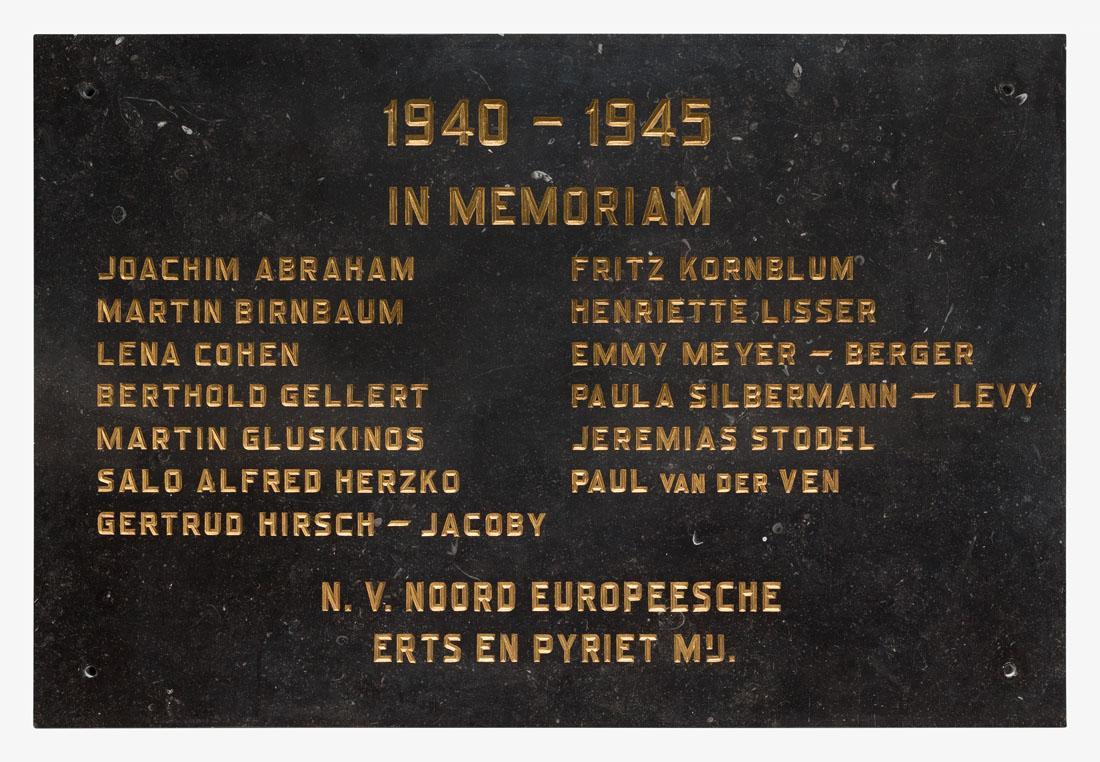 1940 – 1945
IN MEMORIAM
JOACHIM ABRAHAM
MARTIN BIRNBAUM
LENA COHEN
BERTHOLD GELLERT
MARTIN GLUSKINOS
SALO ALFRED HERZKO
GERTRUD HIRSCH – JACOBY
FRITZ KORNBLUM
HENRIETTE LISSER
EMMY MEYER – BERGER
PAULA SILBERMANN – LEVY
JEREMIAS STODEL
PAUL VAN DER VEN
N. V. NOORD EUROPEESCHE
ERTS EN PYRIET MIJ.